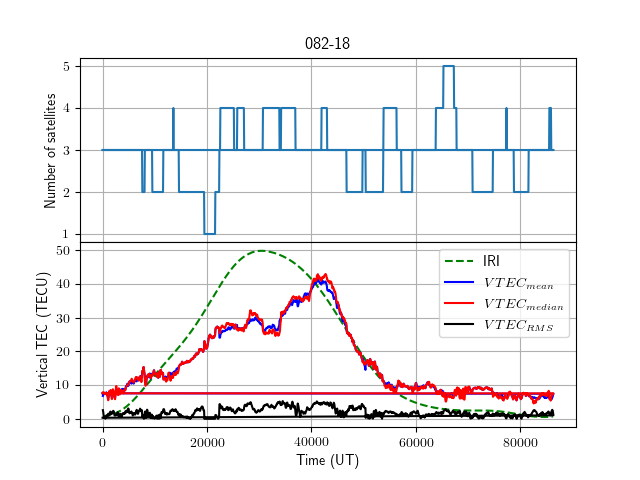 082-18
Number of satellites
5
4
3
2
1
Vertical TEC (TECU)
50
40
30
20
10
0
IRI
VTEC_mean
VTEC_median
VTEC_RMS
0 20000 40000 60000 80000
Time (UT)